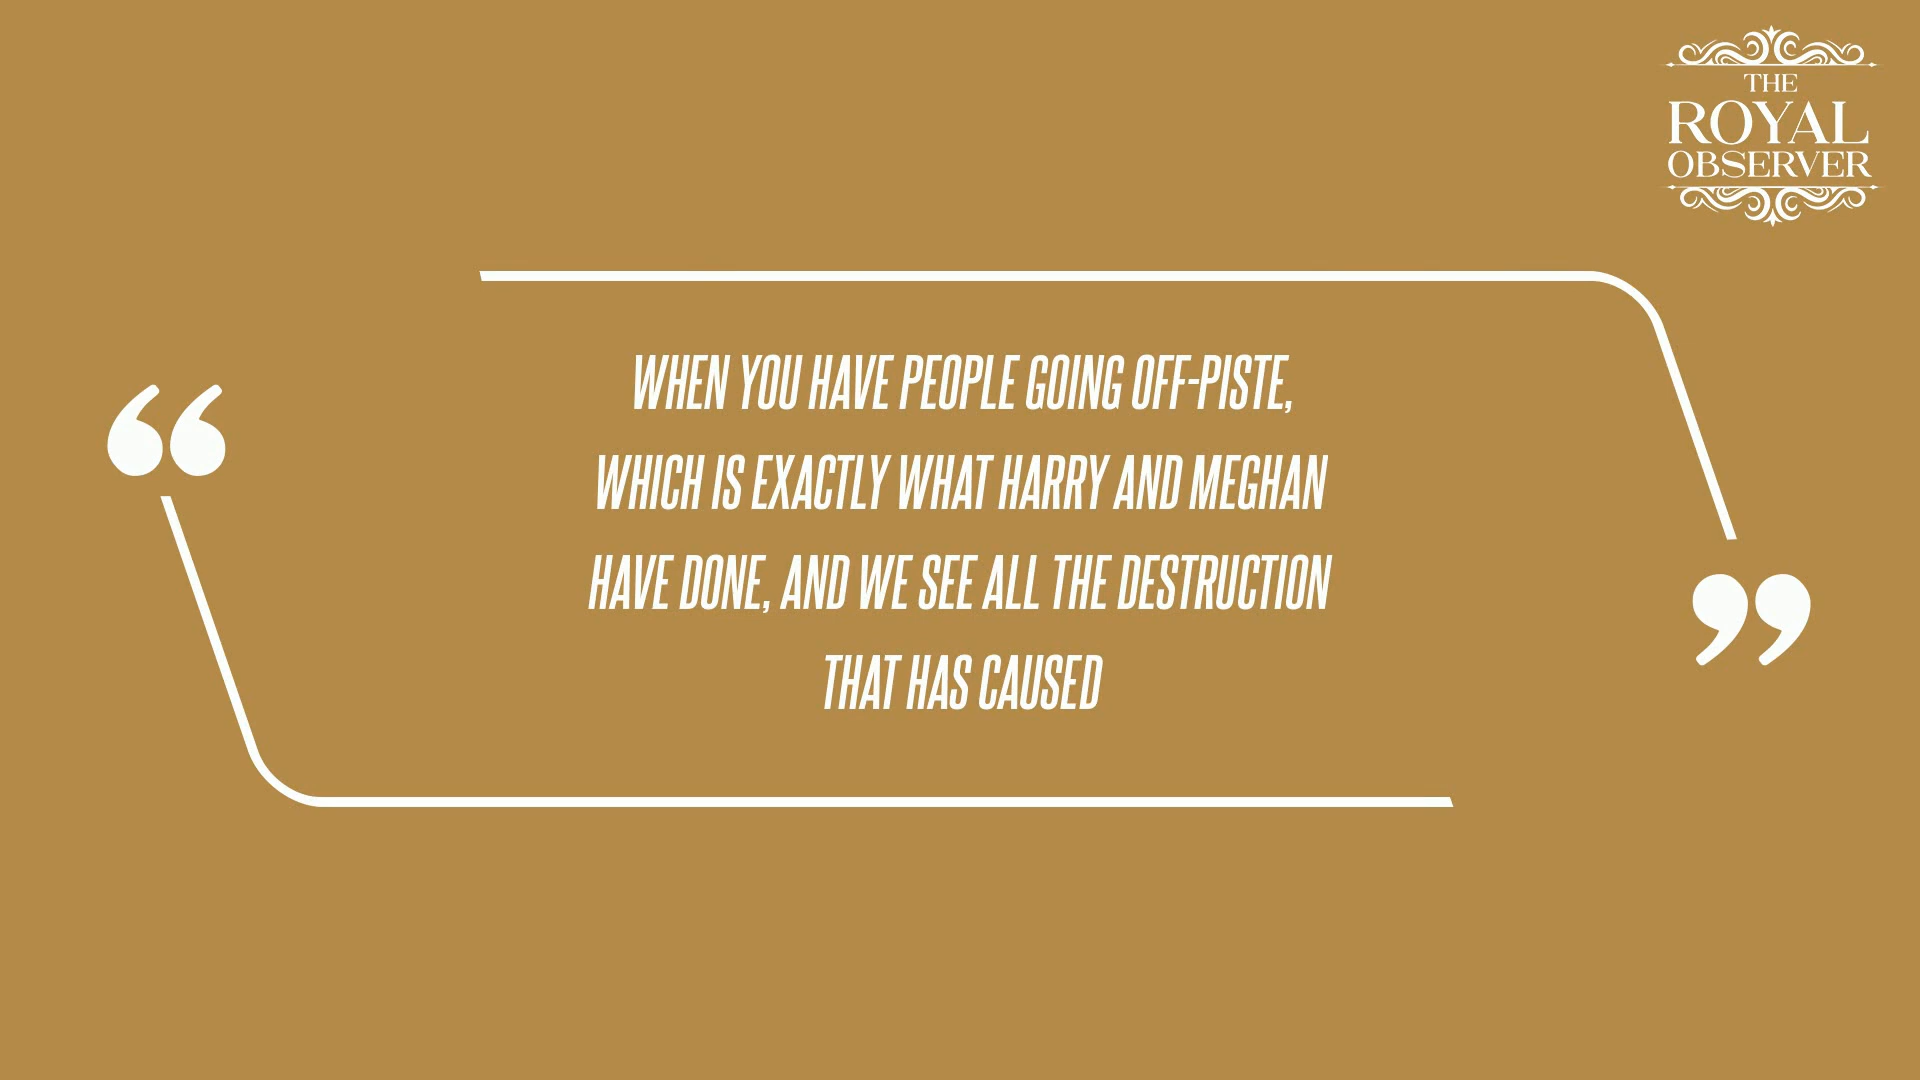 THE
ROYAL
OBSERVER
“
WHEN YOU HAVE PEOPLE GOING OFF-PISTE,
WHICH IS EXACTLY WHAT HARRY AND MEGHAN
HAVE DONE, AND WE SEE ALL THE DESTRUCTION
THAT HAS CAUSED
”